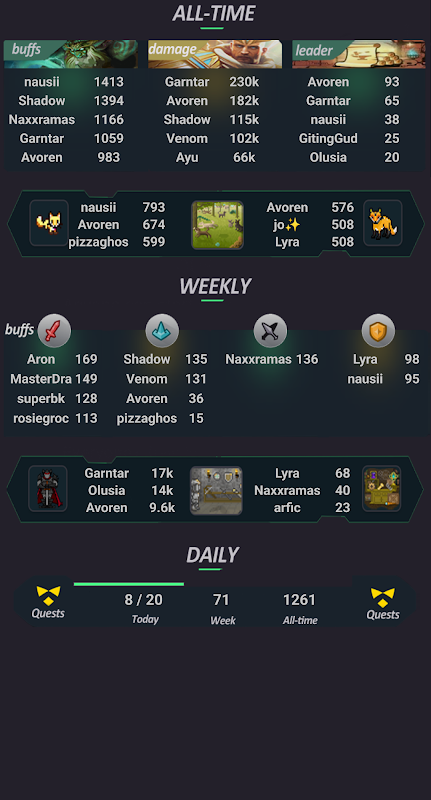 ALL-TIME
buffs damage leader
nausii 1413 Garntar 230k Avoren 93
Shadow 1394 Avoren 182k Garntar 65
Naxxramas 1166 Shadow 115k nausii 38
Garntar 1059 Venom 102k GitingGud 25
Avoren 983 Ayu 66k Olusia 20
nausii 793 Avoren 576
Avoren 674 jo✨ 508
pizzaghos 599 Lyra 508
WEEKLY
buffs
Aron 169 Shadow 135 Naxxramas 136 Lyra 98
MasterDra 149 Venom 131 nausii 95
superbk 128 Avoren 36
rosiegroc 113 pizzaghos 15
Garntar 17k Lyra 68
Olusia 14k Naxxramas 40
Avoren 9.6k arfic 23
DAILY
8 / 20 71 1261
Quests Today Week All-time Quests